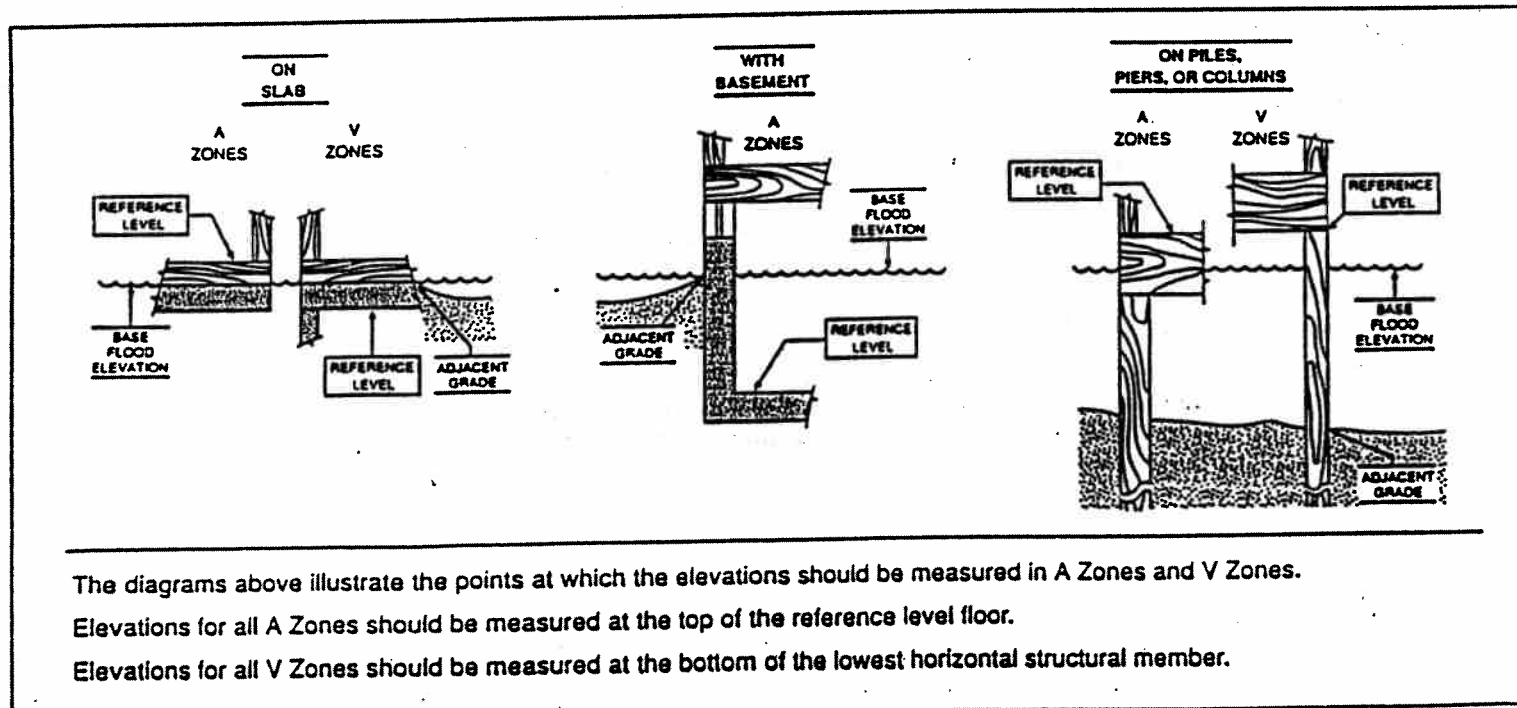 ON
SLAB
A
ZONES
V
ZONES
REFERENCE
LEVEL
BASE
FLOOD
ELEVATION
REFERENCE
LEVEL
ADJACENT
GRADE
WITH
BASEMENT
A
ZONES
BASE
FLOOD
ELEVATION
ADJACENT
GRADE
REFERENCE
LEVEL
ON PILES,
PIERS, OR COLUMNS
A
ZONES
V
ZONES
REFERENCE
LEVEL
REFERENCE
LEVEL
BASE
FLOOD
ELEVATION
ADJACENT
GRADE
The diagrams above illustrate the points at which the elevations should be measured in A Zones and V Zones.
Elevations for all A Zones should be measured at the top of the reference level floor.
Elevations for all V Zones should be measured at the bottom of the lowest horizontal structural member.